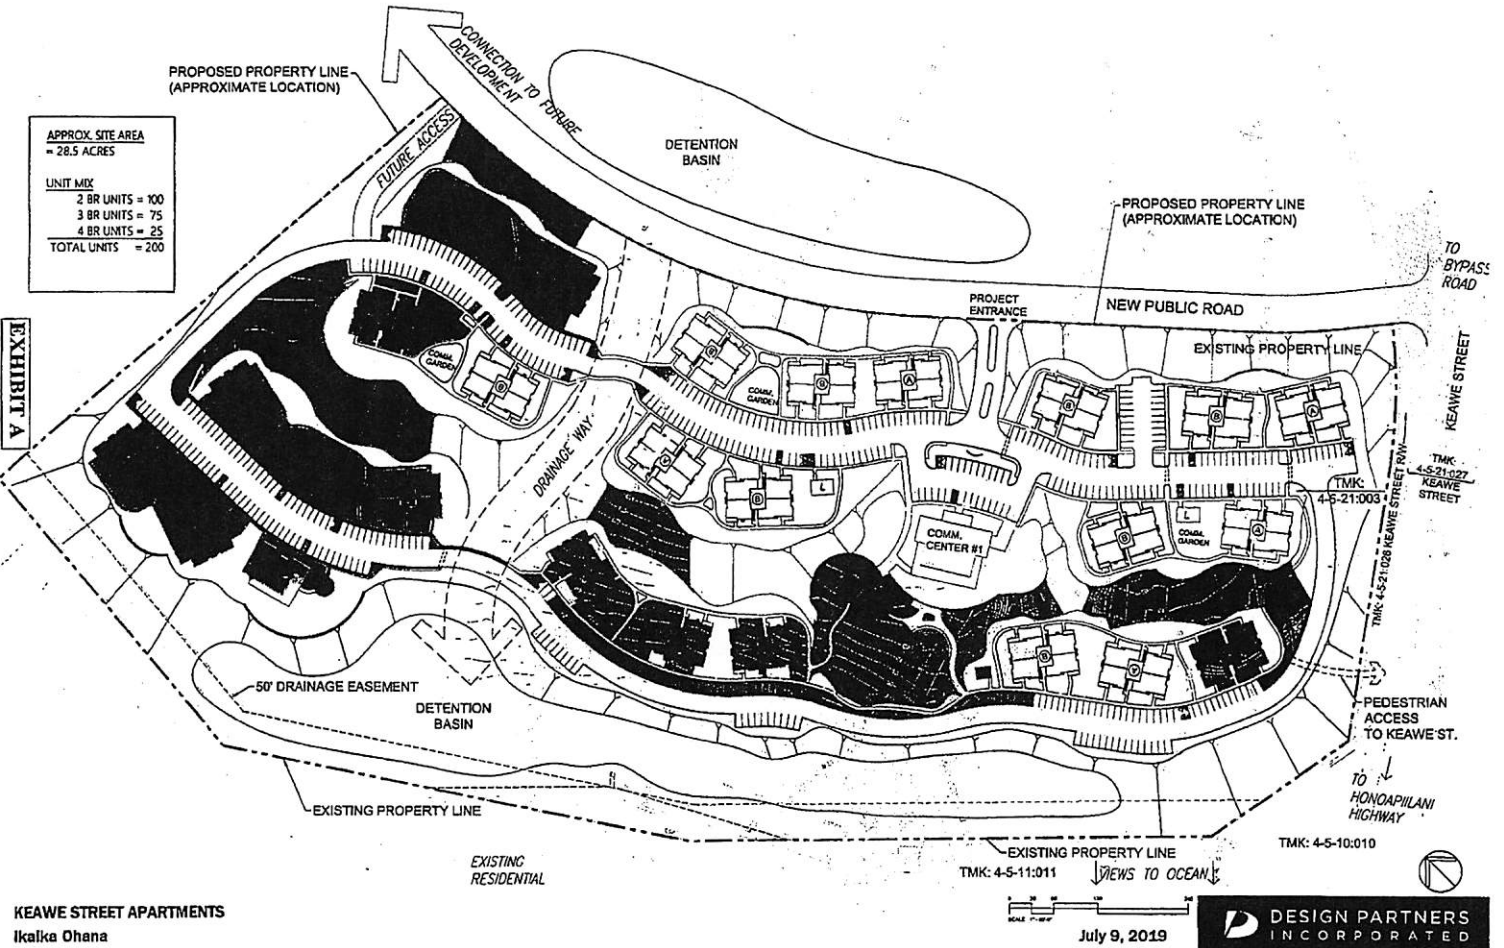 CONNECTION TO FUTURE
DEVELOPMENT
PROPOSED PROPERTY LINE
(APPROXIMATE LOCATION)
APPROX. SITE AREA
= 28.5 ACRES
UNIT MIX
2 BR UNITS = 100
3 BR UNITS = 75
4 BR UNITS = 25
TOTAL UNITS = 200
FUTURE ACCESS
DETENTION
BASIN
PROPOSED PROPERTY LINE
(APPROXIMATE LOCATION)
TO
BYPASS
ROAD
PROJECT
ENTRANCE
NEW PUBLIC ROAD
EXISTING PROPERTY LINE
KEAWE STREET
EXHIBIT A
COMM.
GARDEN
B
COMM.
GARDEN
B
A
B
B
A
DRAINAGE WAY
B
L
TMK:
4-5-21:027
KEAWE
STREET
TMK:
4-5-21:003
TMK: 4-5-21:028 KEAWE STREET R/W
COMM.
CENTER #1
B
L
COMM.
GARDEN
A
B
50' DRAINAGE EASEMENT
DETENTION
BASIN
PEDESTRIAN
ACCESS
TO KEAWE ST.
TO
HONOAPIILANI
HIGHWAY
EXISTING PROPERTY LINE
EXISTING
RESIDENTIAL
EXISTING PROPERTY LINE
TMK: 4-5-11:011
VIEWS TO OCEAN
TMK: 4-5-10:010
KEAWE STREET APARTMENTS
Ikaika Ohana
SCALE
July 9, 2019
DESIGN PARTNERS
INCORPORATED